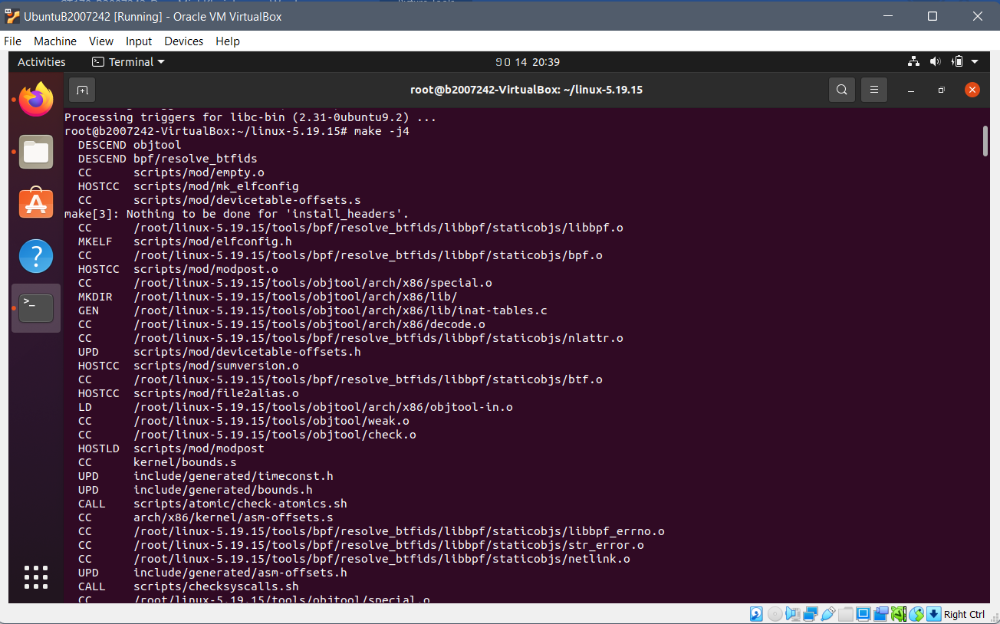 UbuntuB2007242 [Running] - Oracle VM VirtualBox
File Machine View Input Devices Help
Activities Terminal 14 20:39
root@b2007242-VirtualBox: ~/linux-5.19.15
Processing triggers for libc-bin (2.31-0ubuntu9.2) ...
root@b2007242-VirtualBox:~/linux-5.19.15# make -j4
DESCEND objtool
DESCEND bpf/resolve_btfids
CC scripts/mod/empty.o
HOSTCC scripts/mod/mk_elfconfig
CC scripts/mod/devicetable-offsets.s
make[3]: Nothing to be done for 'install_headers'.
CC /root/linux-5.19.15/tools/bpf/resolve_btfids/libbpf/staticobjs/libbpf.o
MKELF scripts/mod/elfconfig.h
CC /root/linux-5.19.15/tools/bpf/resolve_btfids/libbpf/staticobjs/bpf.o
HOSTCC scripts/mod/modpost.o
CC /root/linux-5.19.15/tools/objtool/arch/x86/special.o
MKDIR /root/linux-5.19.15/tools/objtool/arch/x86/lib/
GEN /root/linux-5.19.15/tools/objtool/arch/x86/lib/inat-tables.c
CC /root/linux-5.19.15/tools/objtool/arch/x86/decode.o
CC /root/linux-5.19.15/tools/bpf/resolve_btfids/libbpf/staticobjs/nlattr.o
UPD scripts/mod/devicetable-offsets.h
HOSTCC scripts/mod/sumversion.o
CC /root/linux-5.19.15/tools/bpf/resolve_btfids/libbpf/staticobjs/btf.o
HOSTCC scripts/mod/file2alias.o
LD /root/linux-5.19.15/tools/objtool/arch/x86/objtool-in.o
CC /root/linux-5.19.15/tools/objtool/weak.o
CC /root/linux-5.19.15/tools/objtool/check.o
HOSTLD scripts/mod/modpost
CC kernel/bounds.s
UPD include/generated/timeconst.h
UPD include/generated/bounds.h
CALL scripts/atomic/check-atomics.sh
CC arch/x86/kernel/asm-offsets.s
CC /root/linux-5.19.15/tools/bpf/resolve_btfids/libbpf/staticobjs/libbpf_errno.o
CC /root/linux-5.19.15/tools/bpf/resolve_btfids/libbpf/staticobjs/str_error.o
CC /root/linux-5.19.15/tools/bpf/resolve_btfids/libbpf/staticobjs/netlink.o
UPD include/generated/asm-offsets.h
CALL scripts/checksyscalls.sh
CC /root/linux-5.19.15/tools/objtool/special.o
Right Ctrl